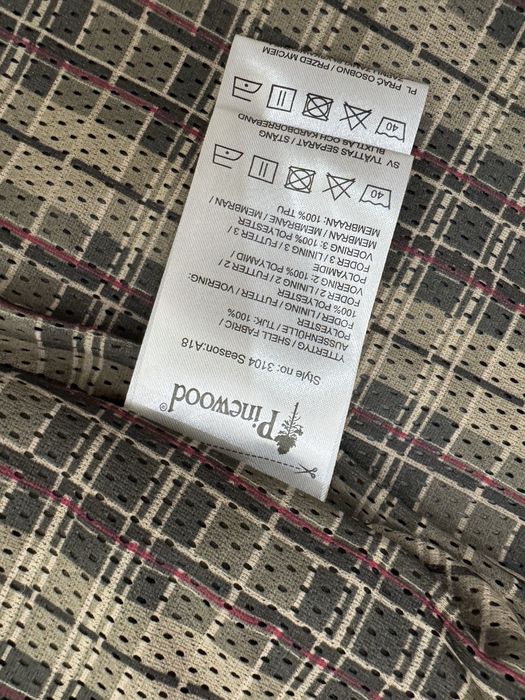 Pinewood©
Style no: 3104 Season:A18
YTTERTYG / SHELL FABRIC /
AUSSENHÜLLE / TIJK: 100%
POLYESTER
FODER / LINING / FUTTER / VOERING:
100% POLYESTER
FODER 2 / LINING 2 / FUTTER 2 /
VOERING 2: 100% POLYAMID /
POLYAMIDE
FODER 3 / LINING 3 / FUTTER 3 /
VOERING 3: 100% POLYESTER
MEMBRAN / MEMBRANE / MEMBRAN /
MEMBRAAN: 100% TPU
40
SV TVÄTTAS SEPARAT / STÄNG
BLIXTLÅS OCH KARDBORREBAND
40
PL PRAĆ OSOBNO / PRZED MYCIEM